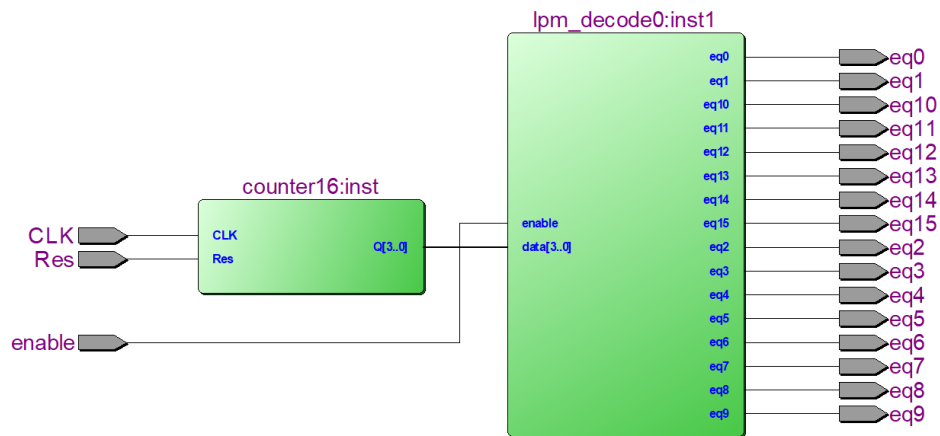 lpm_decode0:inst1
eq0 eq0
eq1 eq1
eq10 eq10
eq11 eq11
eq12 eq12
eq13 eq13
counter16:inst
eq14 eq14
enable eq15 eq15
CLK CLK Q[3..0] data[3..0] eq2 eq2
Res Res eq3 eq3
eq4 eq4
eq5 eq5
enable eq6 eq6
eq7 eq7
eq8 eq8
eq9 eq9